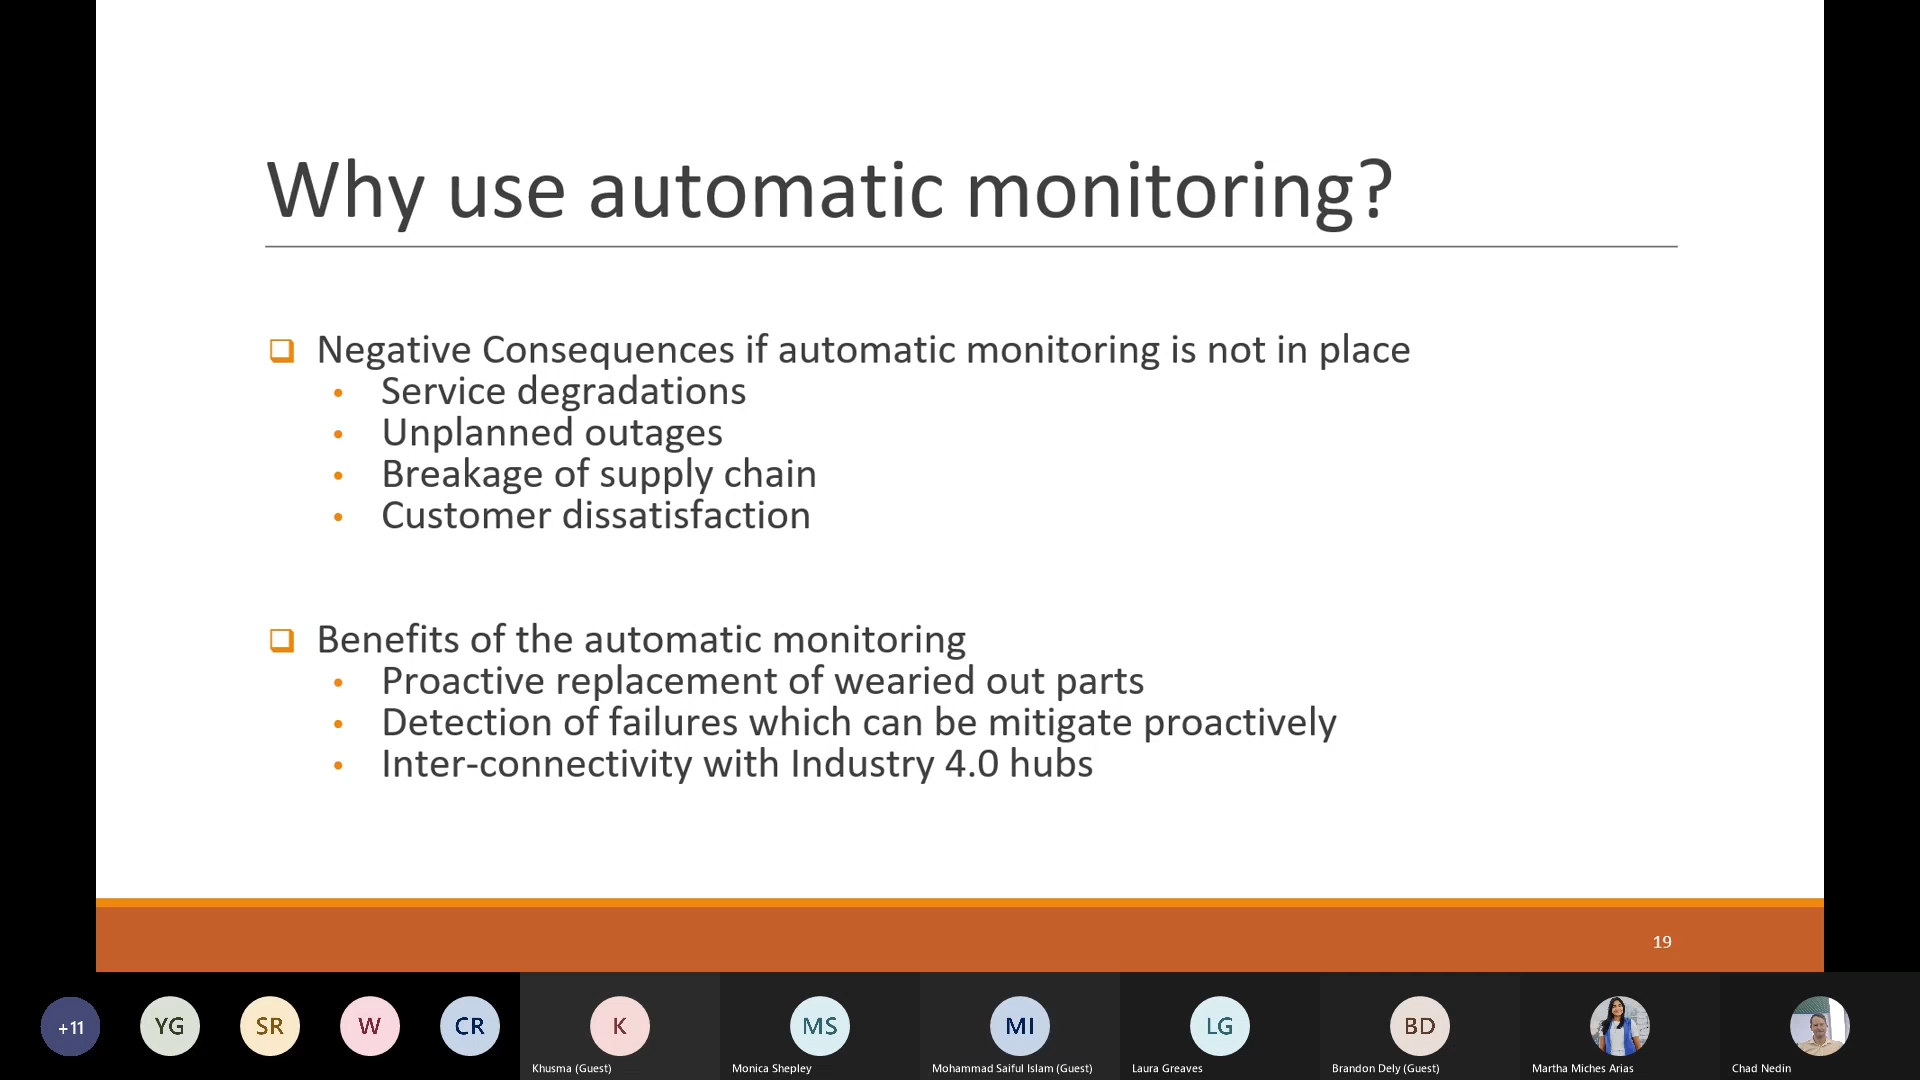 Why use automatic monitoring?
Negative Consequences if automatic monitoring is not in place
Service degradations
Unplanned outages
Breakage of supply chain
Customer dissatisfaction
Benefits of the automatic monitoring
Proactive replacement of wearied out parts
Detection of failures which can be mitigate proactively
Inter-connectivity with Industry 4.0 hubs
19
+11 YG SR W CR K MS MI LG BD
Khusma (Guest) Monica Shepley Mohammad Saiful Islam (Guest) Laura Greaves Brandon Dely (Guest) Martha Miches Arias Chad Nedin